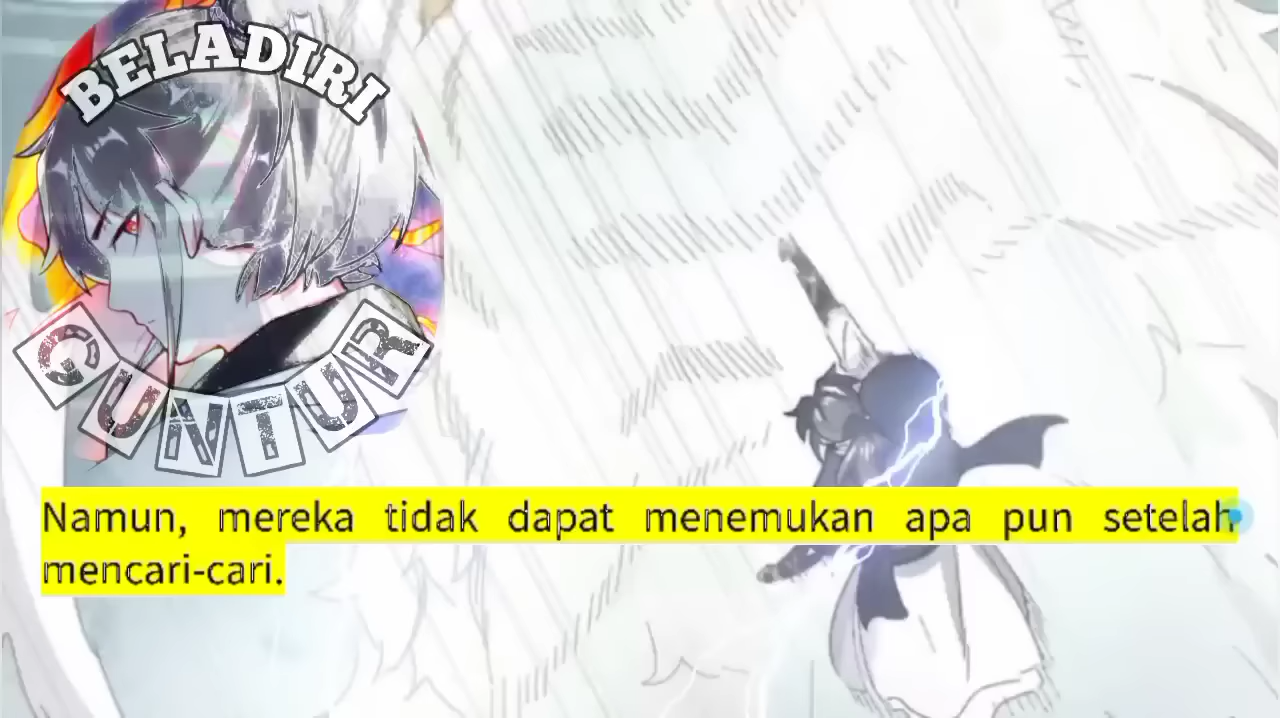 BELADIRI
GUNTUR
Namun, mereka tidak dapat menemukan apa pun setelah
mencari-cari.